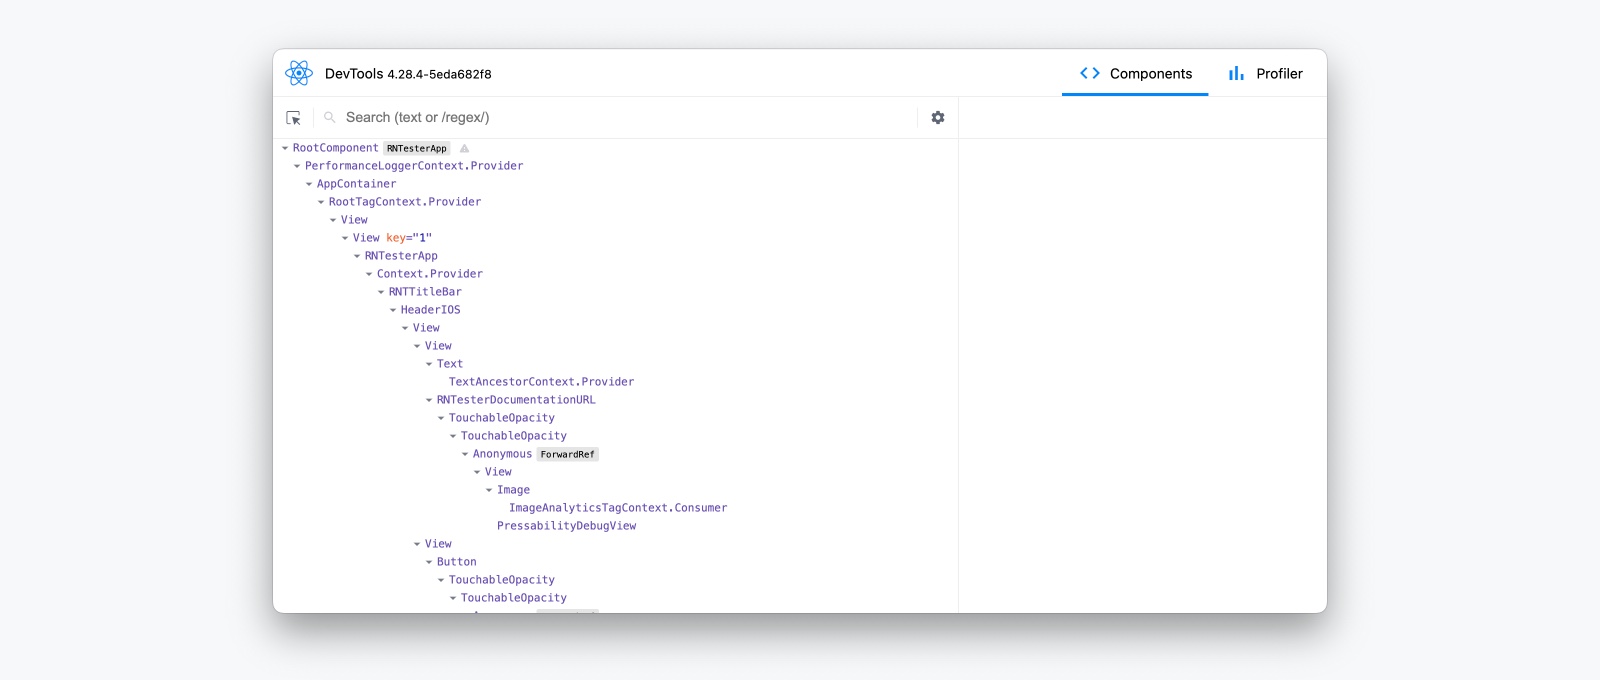 DevTools 4.28.4-5eda682f8
Components
Profiler
Search (text or /regex/)
RootComponent RNTesterApp
PerformanceLoggerContext.Provider
AppContainer
RootTagContext.Provider
View
View key="1"
RNTesterApp
Context.Provider
RNTTitleBar
HeaderIOS
View
View
Text
TextAncestorContext.Provider
RNTesterDocumentationURL
TouchableOpacity
TouchableOpacity
Anonymous ForwardRef
View
Image
ImageAnalyticsTagContext.Consumer
PressabilityDebugView
View
Button
TouchableOpacity
TouchableOpacity